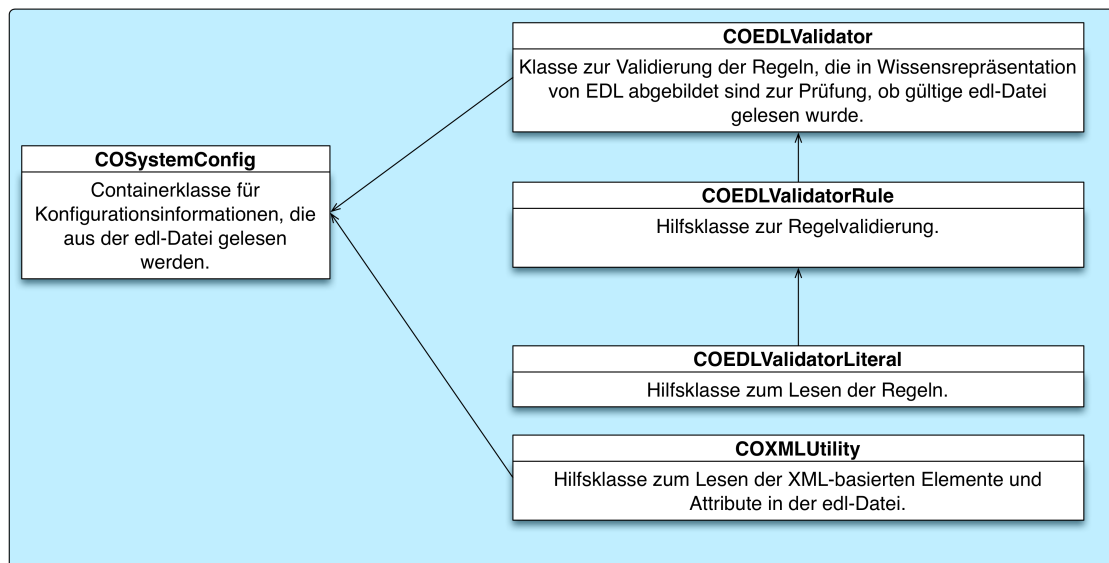 COSystemConfig
Containerklasse für
Konfigurationsinformationen, die
aus der edl-Datei gelesen
werden.
COEDLValidator
Klasse zur Validierung der Regeln, die in Wissensrepräsentation
von EDL abgebildet sind zur Prüfung, ob gültige edl-Datei
gelesen wurde.
COEDLValidatorRule
Hilfsklasse zur Regelvalidierung.
COEDLValidatorLiteral
Hilfsklasse zum Lesen der Regeln.
COXMLUtility
Hilfsklasse zum Lesen der XML-basierten Elemente und
Attribute in der edl-Datei.